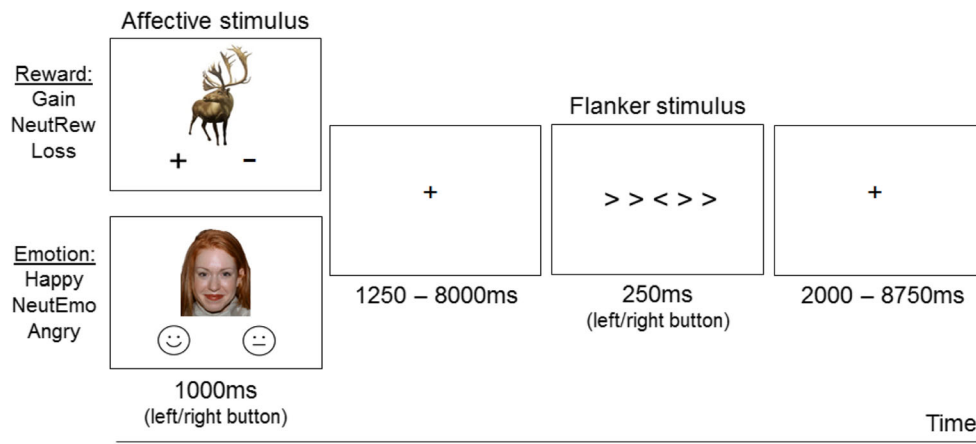 Affective stimulus
Reward:
Gain
NeutRew
Loss
+ -
Emotion:
Happy
NeutEmo
Angry
1000ms
(left/right button)
+
1250 – 8000ms
Flanker stimulus
> > < > >
250ms
(left/right button)
+
2000 – 8750ms
Time